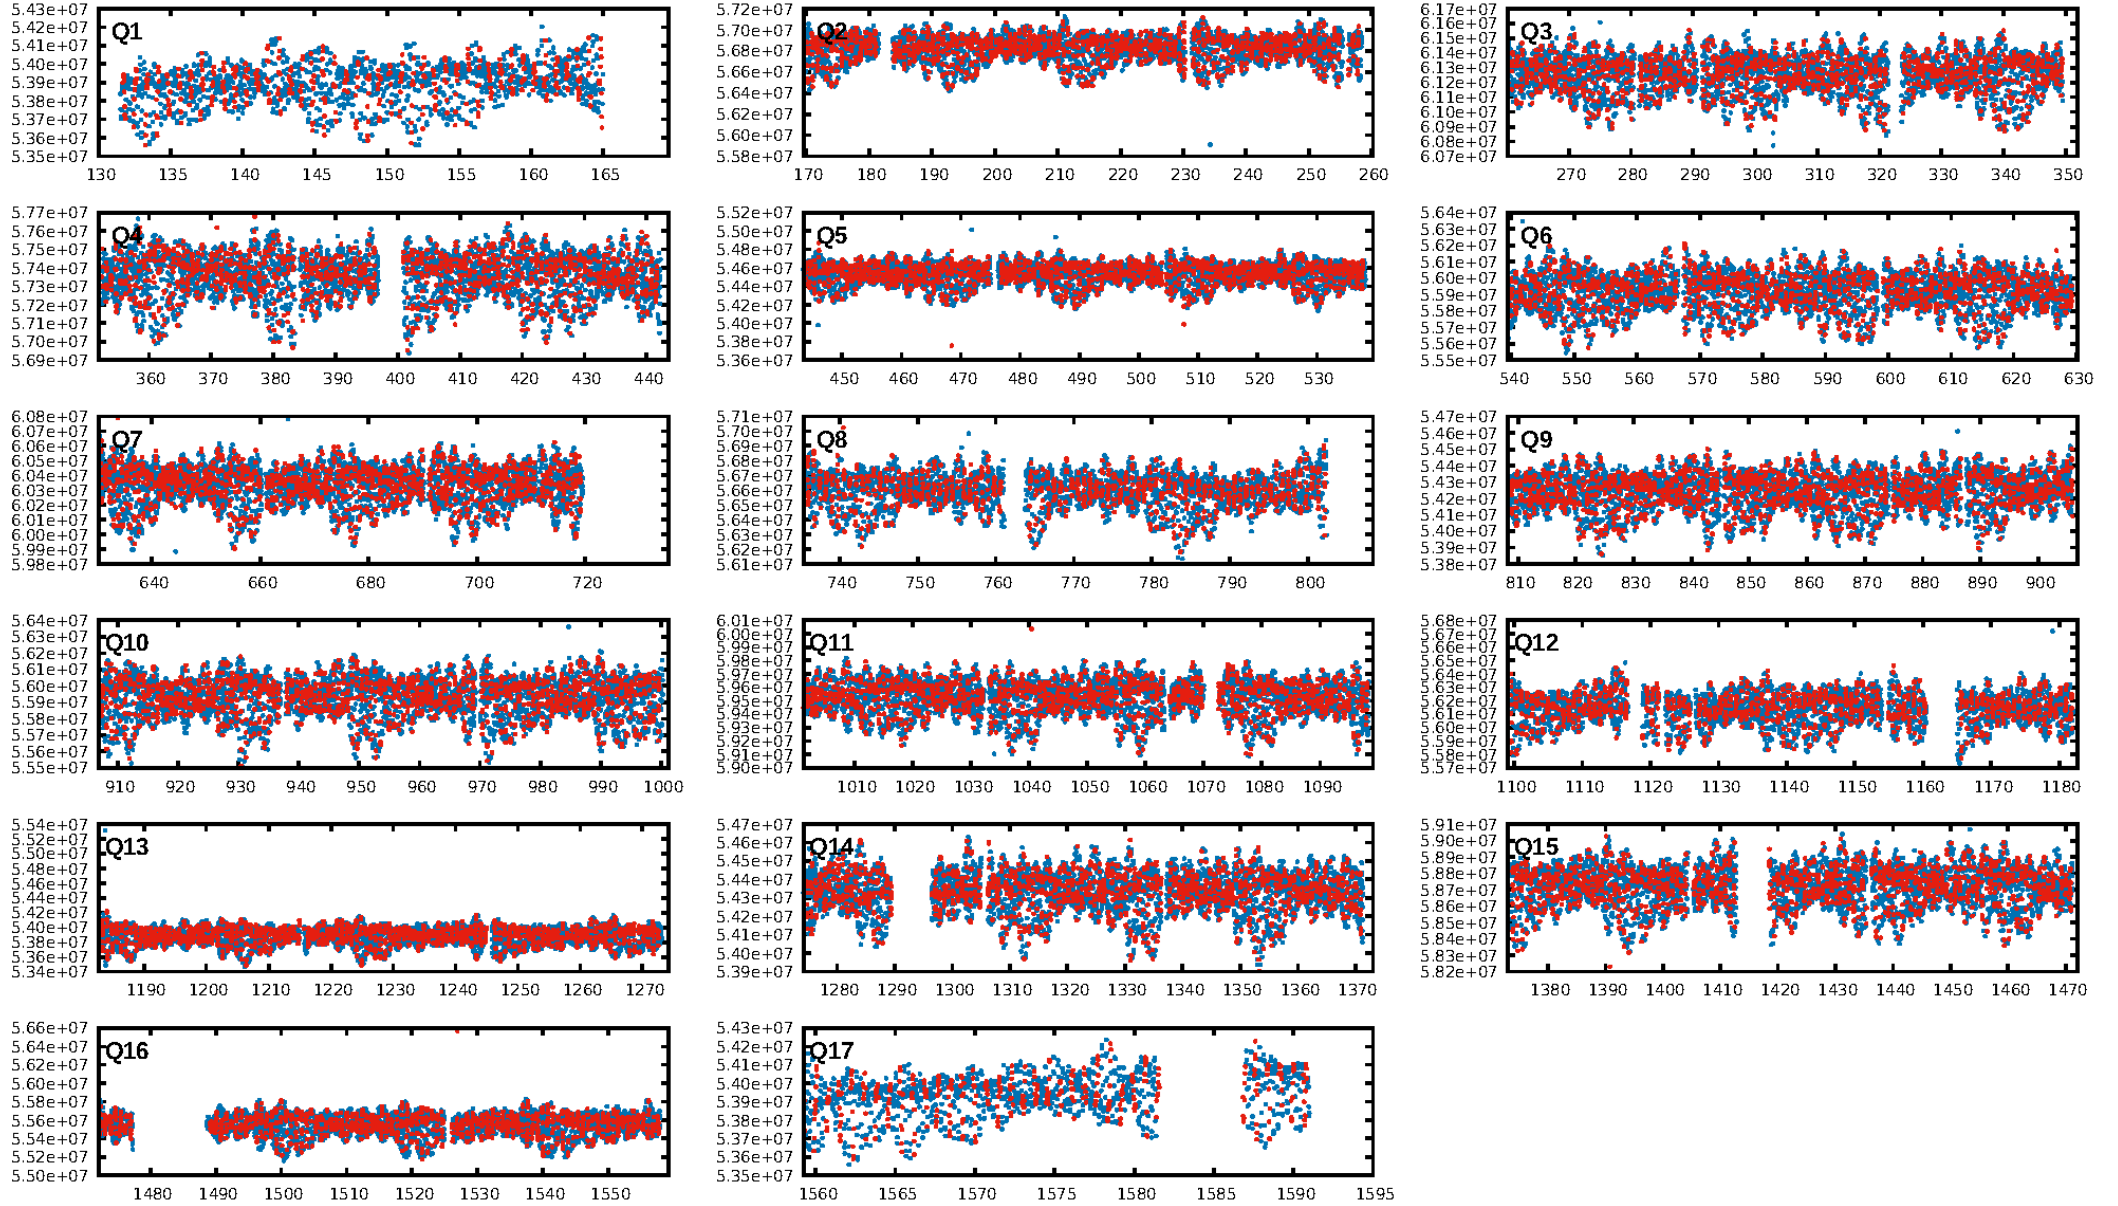 5.43e+07
Q1
5.42e+07
5.41e+07
5.40e+07
5.39e+07
5.38e+07
5.37e+07
5.36e+07
5.35e+07
130 135 140 145 150 155 160 165
5.72e+07
Q2
5.70e+07
5.68e+07
5.66e+07
5.64e+07
5.62e+07
5.60e+07
5.58e+07
170 180 190 200 210 220 230 240 250 260
6.17e+07
Q3
6.16e+07
6.15e+07
6.14e+07
6.13e+07
6.12e+07
6.11e+07
6.10e+07
6.09e+07
6.08e+07
6.07e+07
270 280 290 300 310 320 330 340 350
5.77e+07
Q4
5.76e+07
5.75e+07
5.74e+07
5.73e+07
5.72e+07
5.71e+07
5.70e+07
5.69e+07
360 370 380 390 400 410 420 430 440
5.52e+07
Q5
5.50e+07
5.48e+07
5.46e+07
5.44e+07
5.42e+07
5.40e+07
5.38e+07
5.36e+07
450 460 470 480 490 500 510 520 530
5.64e+07
Q6
5.63e+07
5.62e+07
5.61e+07
5.60e+07
5.59e+07
5.58e+07
5.57e+07
5.56e+07
5.55e+07
540 550 560 570 580 590 600 610 620 630
6.08e+07
Q7
6.07e+07
6.06e+07
6.05e+07
6.04e+07
6.03e+07
6.02e+07
6.01e+07
6.00e+07
5.99e+07
5.98e+07
640 660 680 700 720
5.71e+07
Q8
5.70e+07
5.69e+07
5.68e+07
5.67e+07
5.66e+07
5.65e+07
5.64e+07
5.63e+07
5.62e+07
5.61e+07
740 750 760 770 780 790 800
5.47e+07
Q9
5.46e+07
5.45e+07
5.44e+07
5.43e+07
5.42e+07
5.41e+07
5.40e+07
5.39e+07
5.38e+07
810 820 830 840 850 860 870 880 890 900
5.64e+07
Q10
5.63e+07
5.62e+07
5.61e+07
5.60e+07
5.59e+07
5.58e+07
5.57e+07
5.56e+07
5.55e+07
910 920 930 940 950 960 970 980 990 1000
6.01e+07
Q11
6.00e+07
5.99e+07
5.98e+07
5.97e+07
5.96e+07
5.95e+07
5.94e+07
5.93e+07
5.92e+07
5.91e+07
5.90e+07
1010 1020 1030 1040 1050 1060 1070 1080 1090
5.68e+07
Q12
5.67e+07
5.66e+07
5.65e+07
5.64e+07
5.63e+07
5.62e+07
5.61e+07
5.60e+07
5.59e+07
5.58e+07
5.57e+07
1100 1110 1120 1130 1140 1150 1160 1170 1180
5.54e+07
Q13
5.52e+07
5.50e+07
5.48e+07
5.46e+07
5.44e+07
5.42e+07
5.40e+07
5.38e+07
5.36e+07
5.34e+07
1190 1200 1210 1220 1230 1240 1250 1260 1270
5.47e+07
Q14
5.46e+07
5.45e+07
5.44e+07
5.43e+07
5.42e+07
5.41e+07
5.40e+07
5.39e+07
1280 1290 1300 1310 1320 1330 1340 1350 1360 1370
5.91e+07
Q15
5.90e+07
5.89e+07
5.88e+07
5.87e+07
5.86e+07
5.85e+07
5.84e+07
5.83e+07
5.82e+07
1380 1390 1400 1410 1420 1430 1440 1450 1460 1470
5.66e+07
Q16
5.64e+07
5.62e+07
5.60e+07
5.58e+07
5.56e+07
5.54e+07
5.52e+07
5.50e+07
1480 1490 1500 1510 1520 1530 1540 1550
5.43e+07
Q17
5.42e+07
5.41e+07
5.40e+07
5.39e+07
5.38e+07
5.37e+07
5.36e+07
5.35e+07
1560 1565 1570 1575 1580 1585 1590 1595